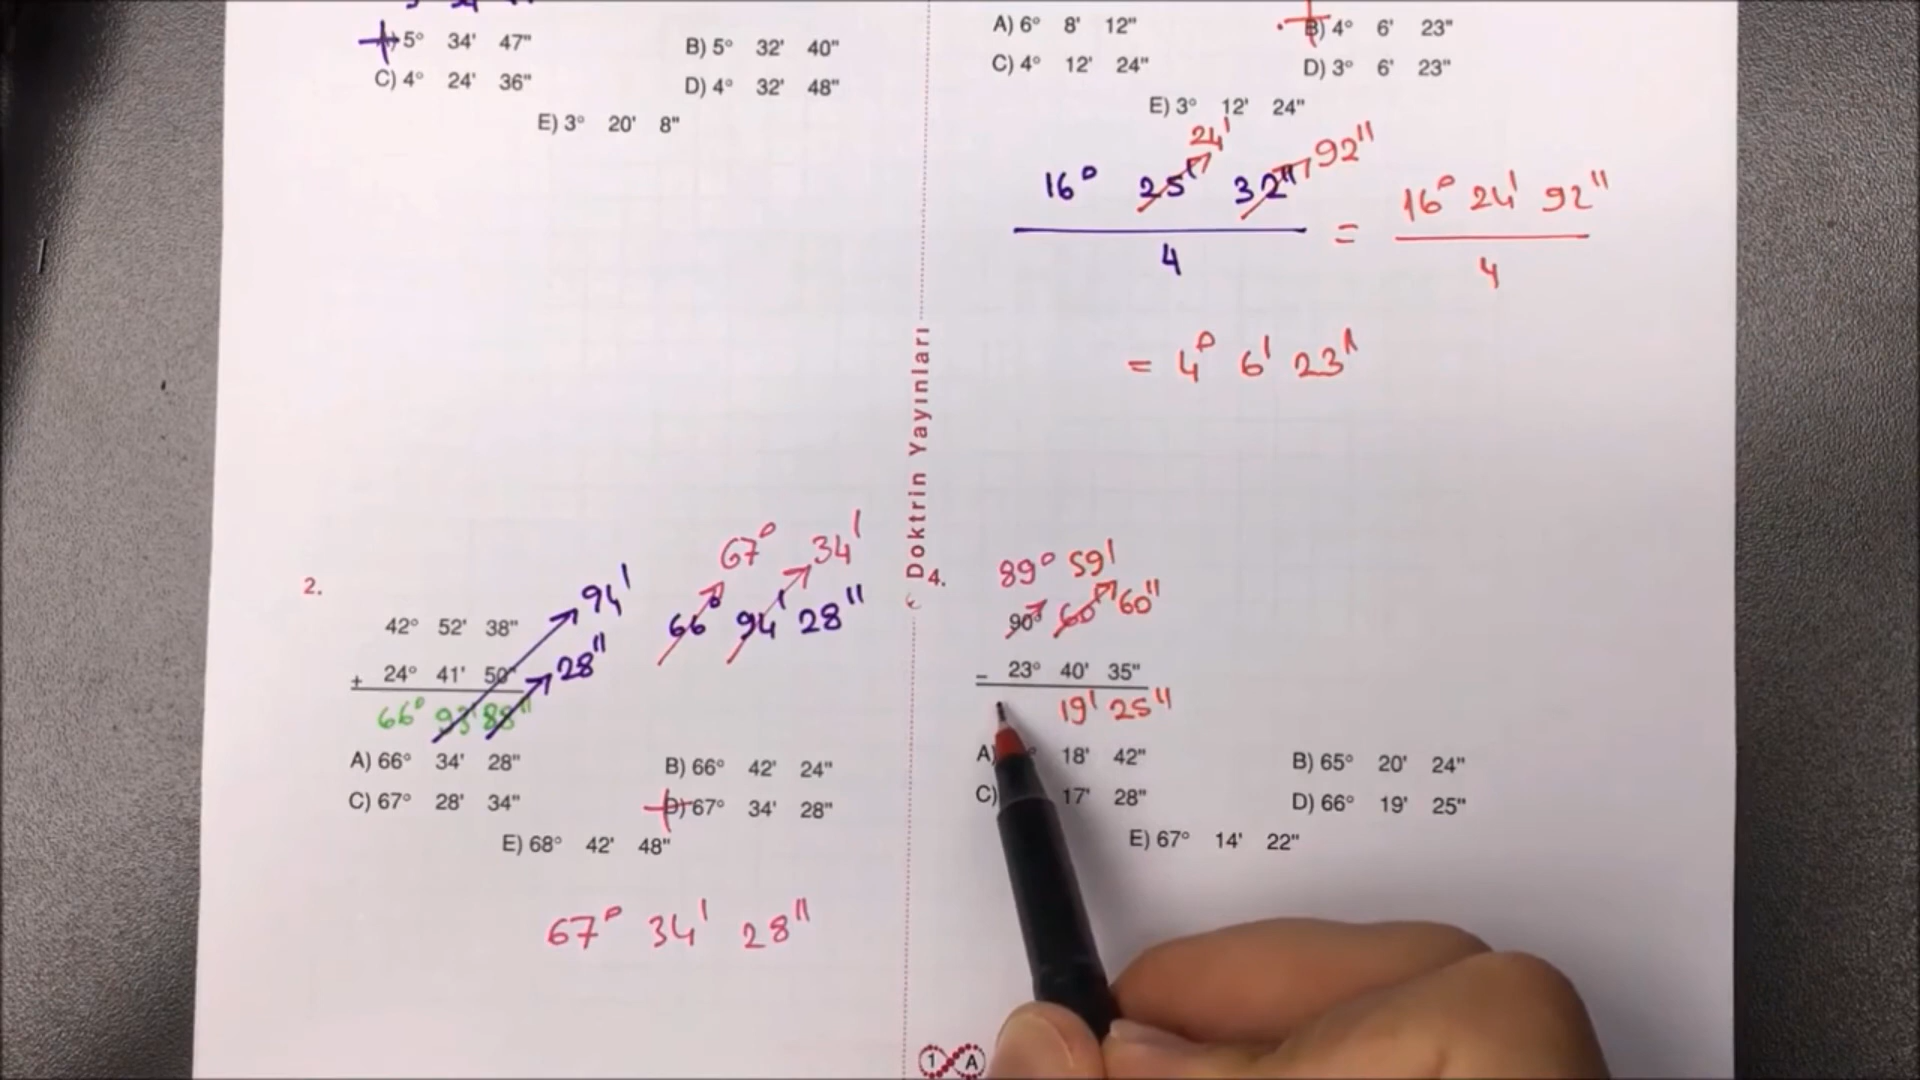 5° 34' 47"
B) 5° 32' 40"
C) 4° 24' 36"
D) 4° 32' 48"
E) 3° 20' 8"
2.
42° 52' 38"
+ 24° 41' 50"
66° 93' 88"
94'
28"
67° 34'
66° 94' 28"
A) 66° 34' 28"
B) 66° 42' 24"
C) 67° 28' 34"
D) 67° 34' 28"
E) 68° 42' 48"
67° 34' 28"
Doktrin Yayınları
A) 6° 8' 12"
B) 4° 6' 23"
C) 4° 12' 24"
D) 3° 6' 23"
E) 3° 12' 24"
24'
92"
16° 25' 32"
4
=
16° 24' 92"
4
= 4° 6' 23"
4.
89° 59'
90° 60' 60"
- 23° 40' 35"
19' 25"
A) 18' 42"
B) 65° 20' 24"
C) 17' 28"
D) 66° 19' 25"
E) 67° 14' 22"
1 A